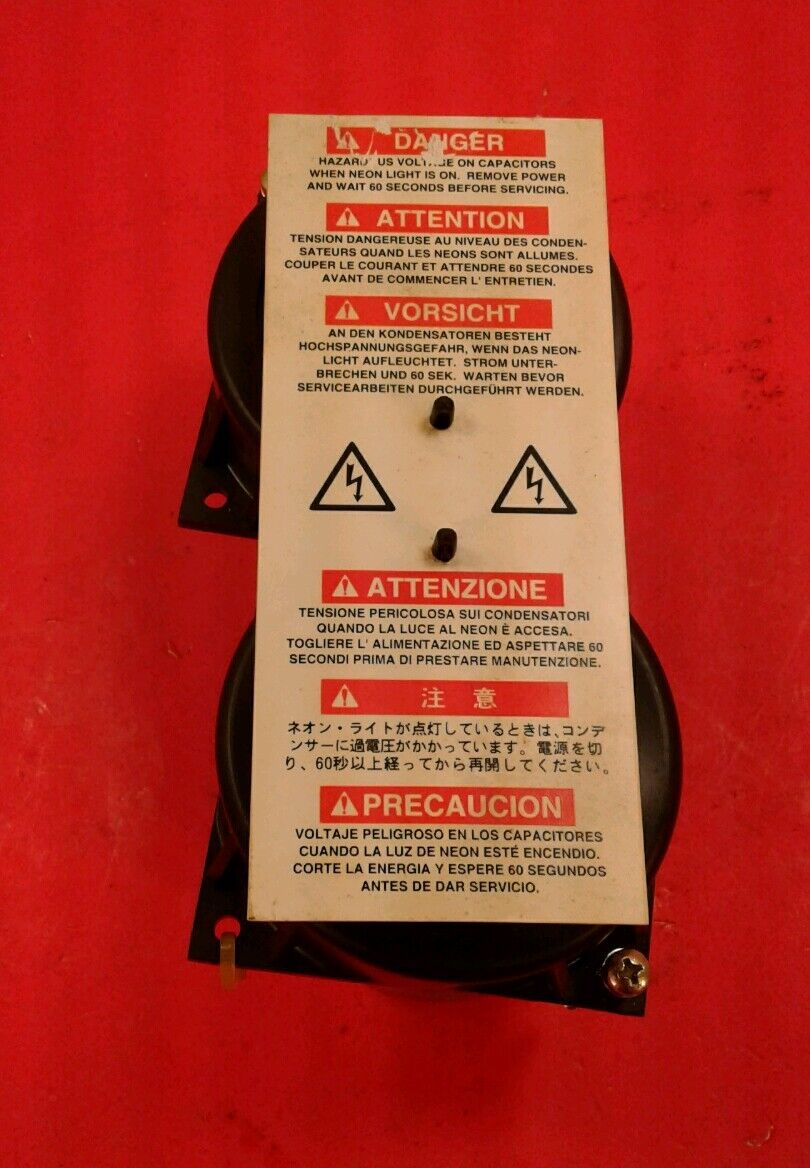 DANGER
HAZARD US VOLTAGE ON CAPACITORS
WHEN NEON LIGHT IS ON. REMOVE POWER
AND WAIT 60 SECONDS BEFORE SERVICING.
ATTENTION
TENSION DANGEREUSE AU NIVEAU DES CONDEN-
SATEURS QUAND LES NEONS SONT ALLUMES.
COUPER LE COURANT ET ATTENDRE 60 SECONDES
AVANT DE COMMENCER L' ENTRETIEN.
VORSICHT
AN DEN KONDENSATOREN BESTEHT
HOCHSPANNUNGSGEFAHR, WENN DAS NEON-
LICHT AUFLEUCHTET. STROM UNTER-
BRECHEN UND 60 SEK. WARTEN BEVOR
SERVICEARBEITEN DURCHGEFÜHRT WERDEN.
ATTENZIONE
TENSIONE PERICOLOSA SUI CONDENSATORI
QUANDO LA LUCE AL NEON È ACCESA.
TOGLIERE L' ALIMENTAZIONE ED ASPETTARE 60
SECONDI PRIMA DI PRESTARE MANUTENZIONE.
注 意
ネオン・ライトが点灯しているときは、コンデ
ンサーに過電圧がかかっています。電源を切
り、60秒以上経ってから再開してください。
PRECAUCION
VOLTAJE PELIGROSO EN LOS CAPACITORES
CUANDO LA LUZ DE NEON ESTÉ ENCENDIO.
CORTE LA ENERGIA Y ESPERE 60 SEGUNDOS
ANTES DE DAR SERVICIO.